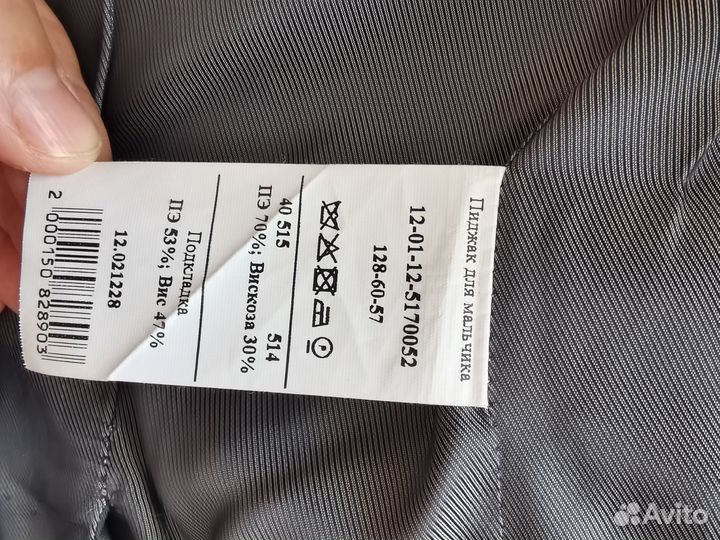 Пиджак для мальчика
12-01-12-5170052
128-60-57
P
40 515 514
ПЭ 70%; Вискоза 30%
Подкладка
ПЭ 53%; Вис 47%
12.021228
2 000150 828903
Avito